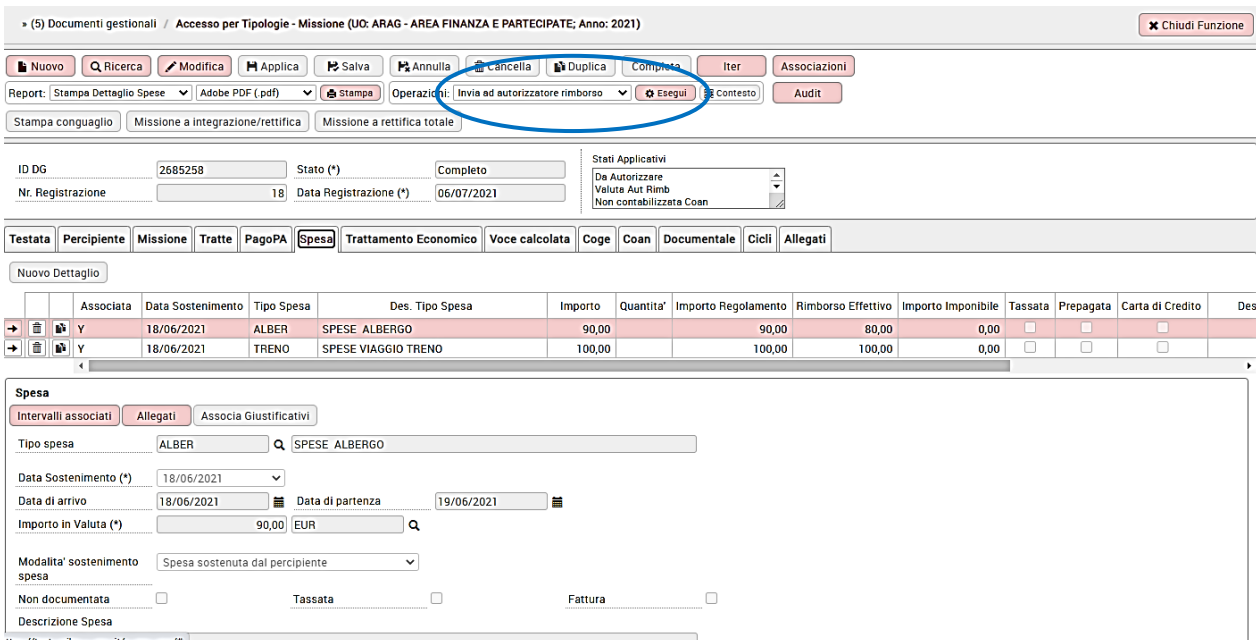 » (5) Documenti gestionali / Accesso per Tipologie - Missione (UO: ARAG - AREA FINANZA E PARTECIPATE; Anno: 2021) Chiudi Funzione
Nuovo Ricerca Modifica Applica Salva Annulla Cancella Duplica Completa Iter Associazioni
Report: Stampa Dettaglio Spese Adobe PDF (.pdf) Stampa Operazioni: Invia ad autorizzatore rimborso Esegui Contesto Audit
Stampa conguaglio Missione a integrazione/rettifica Missione a rettifica totale
Stati Applicativi
ID DG 2685258 Stato (*) Completo Da Autorizzare
Valuta Aut Rimb
Nr. Registrazione 18 Data Registrazione (*) 06/07/2021 Non contabilizzata Coan
Testata Percipiente Missione Tratte PagoPA Spesa Trattamento Economico Voce calcolata Coge Coan Documentale Cicli Allegati
Nuovo Dettaglio
Associata Data Sostenimento Tipo Spesa Des. Tipo Spesa Importo Quantita' Importo Regolamento Rimborso Effettivo Importo Imponibile Tassata Prepagata Carta di Credito Des
Y 18/06/2021 ALBER SPESE ALBERGO 90,00 90,00 80,00 0,00
Y 18/06/2021 TRENO SPESE VIAGGIO TRENO 100,00 100,00 100,00 0,00
Spesa
Intervalli associati Allegati Associa Giustificativi
Tipo spesa ALBER SPESE ALBERGO
Data Sostenimento (*) 18/06/2021
Data di arrivo 18/06/2021 Data di partenza 19/06/2021
Importo in Valuta (*) 90,00 EUR
Modalita' sostenimento spesa Spesa sostenuta dal percipiente
Non documentata Tassata Fattura
Descrizione Spesa